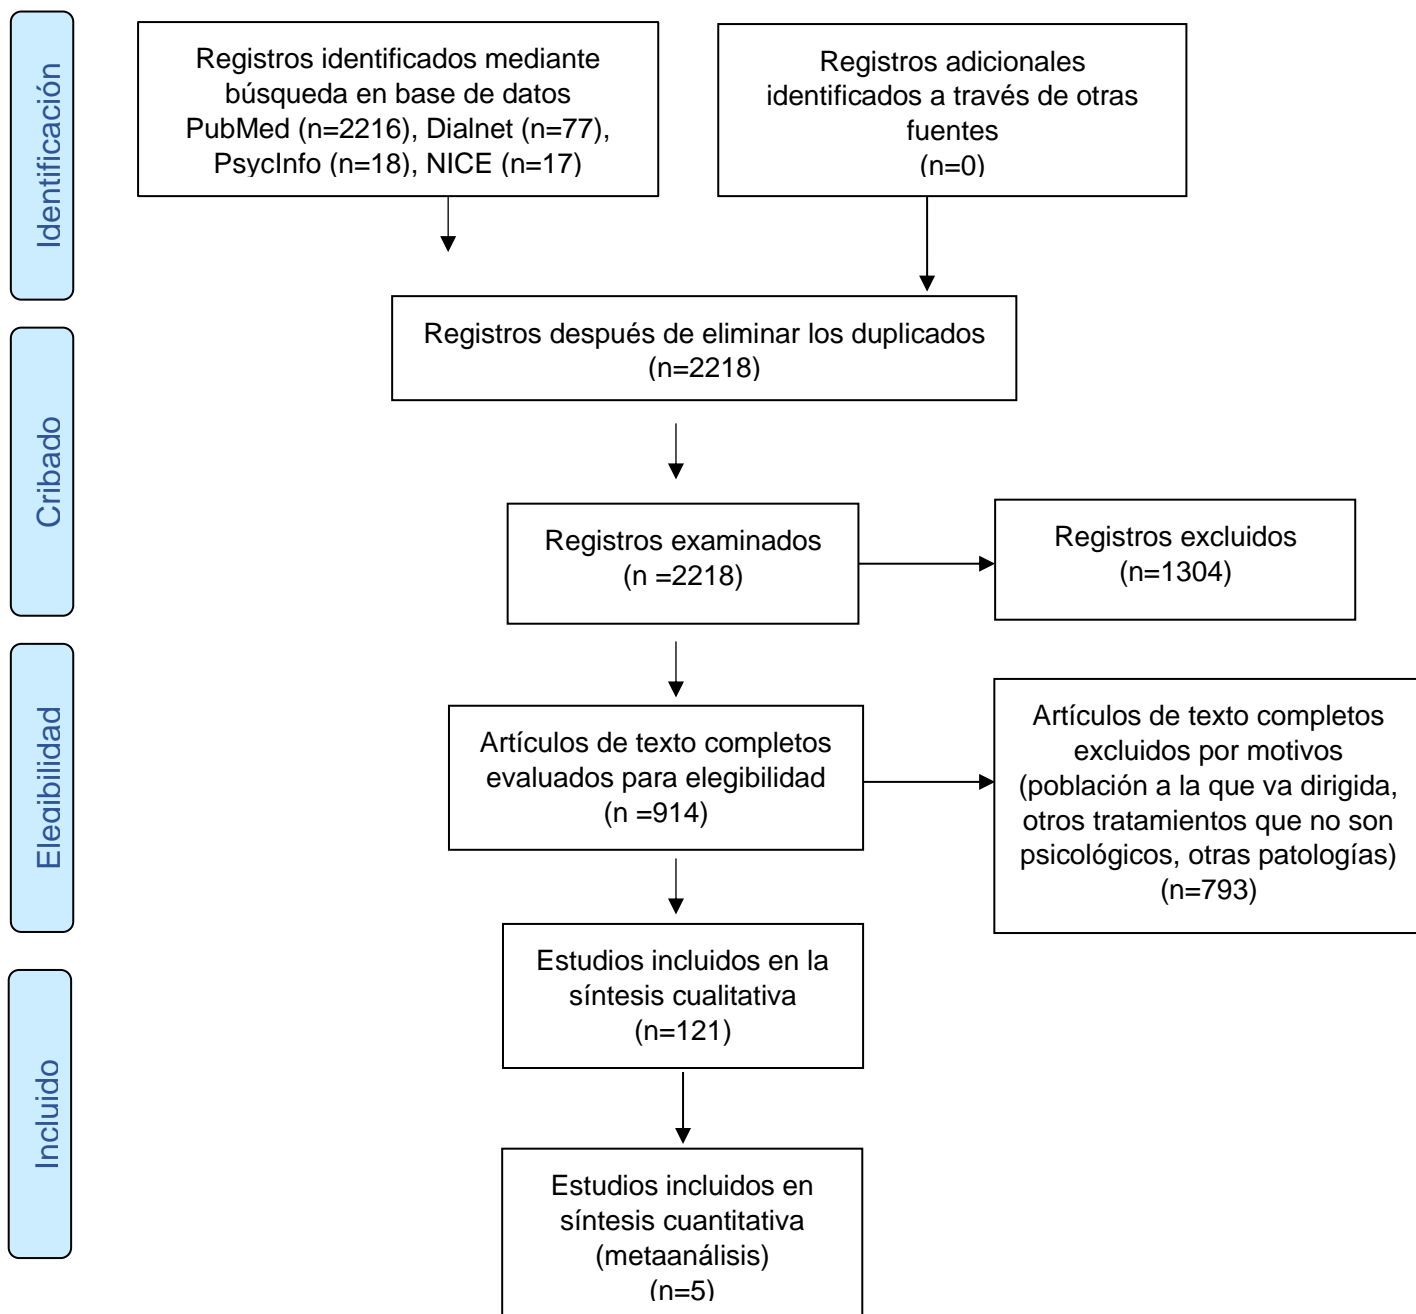 Identificación
Registros identificados mediante
búsqueda en base de datos
PubMed (n=2216), Dialnet (n=77),
PsycInfo (n=18), NICE (n=17)
Registros adicionales
identificados a través de otras
fuentes
(n=0)
Registros después de eliminar los duplicados
(n=2218)
Cribado
Registros examinados
(n =2218)
Registros excluidos
(n=1304)
Elegibilidad
Artículos de texto completos
evaluados para elegibilidad
(n =914)
Artículos de texto completos
excluidos por motivos
(población a la que va dirigida,
otros tratamientos que no son
psicológicos, otras patologías)
(n=793)
Estudios incluidos en la
síntesis cualitativa
(n=121)
Incluido
Estudios incluidos en
síntesis cuantitativa
(metaanálisis)
(n=5)